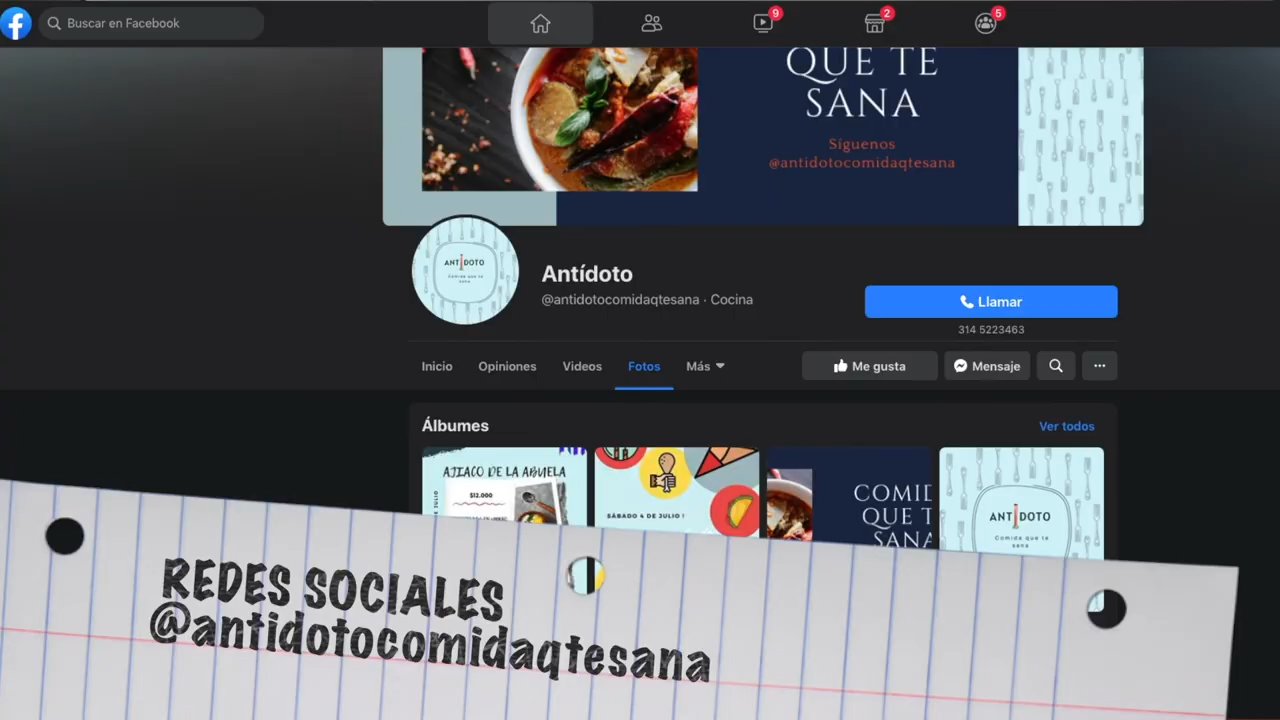 Buscar en Facebook
9
2
5
QUE TE
SANA
Síguenos
@antidotocomidaqtesana
ANTÍDOTO
Comida que te
sana
Antídoto
@antidotocomidaqtesana · Cocina
Llamar
314 5223463
Inicio
Opiniones
Videos
Fotos
Más
Me gusta
Mensaje
Álbumes
Ver todos
AJIACO DE LA ABUELA
$12.000
SÁBADO 4 DE JULIO !
COMID
QUE T
SANA
ANTÍDOTO
Comida que te
sana
REDES SOCIALES
@antidotocomidaqtesana